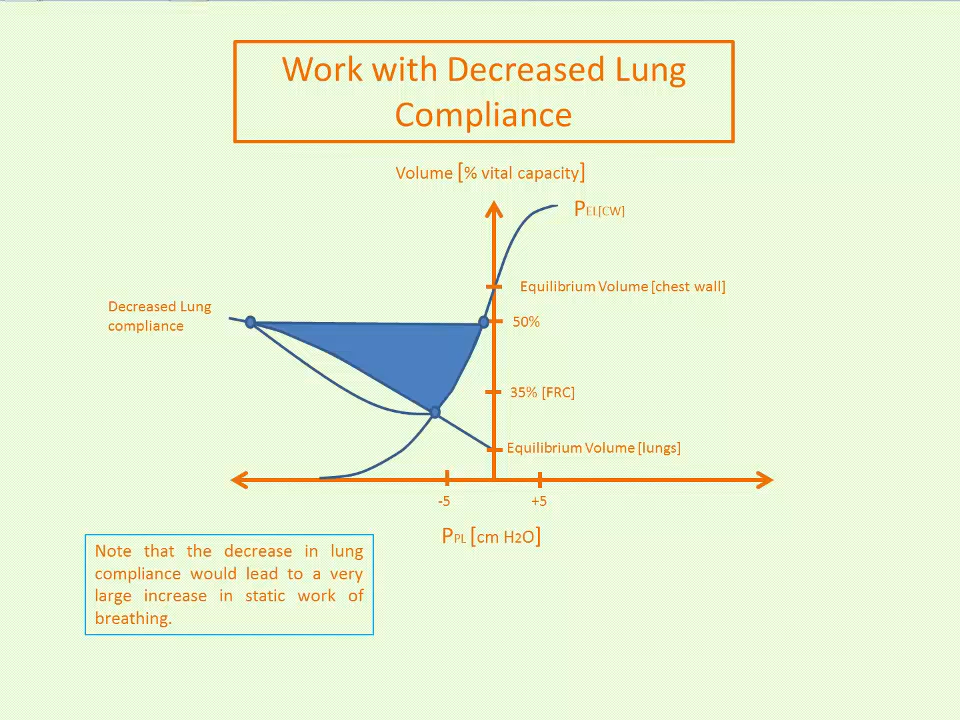 Work with Decreased Lung
Compliance
Volume [% vital capacity]
PEL[CW]
Equilibrium Volume [chest wall]
Decreased Lung
compliance
50%
35% [FRC]
Equilibrium Volume [lungs]
-5
+5
PPL [cm H2O]
Note that the decrease in lung
compliance would lead to a very
large increase in static work of
breathing.